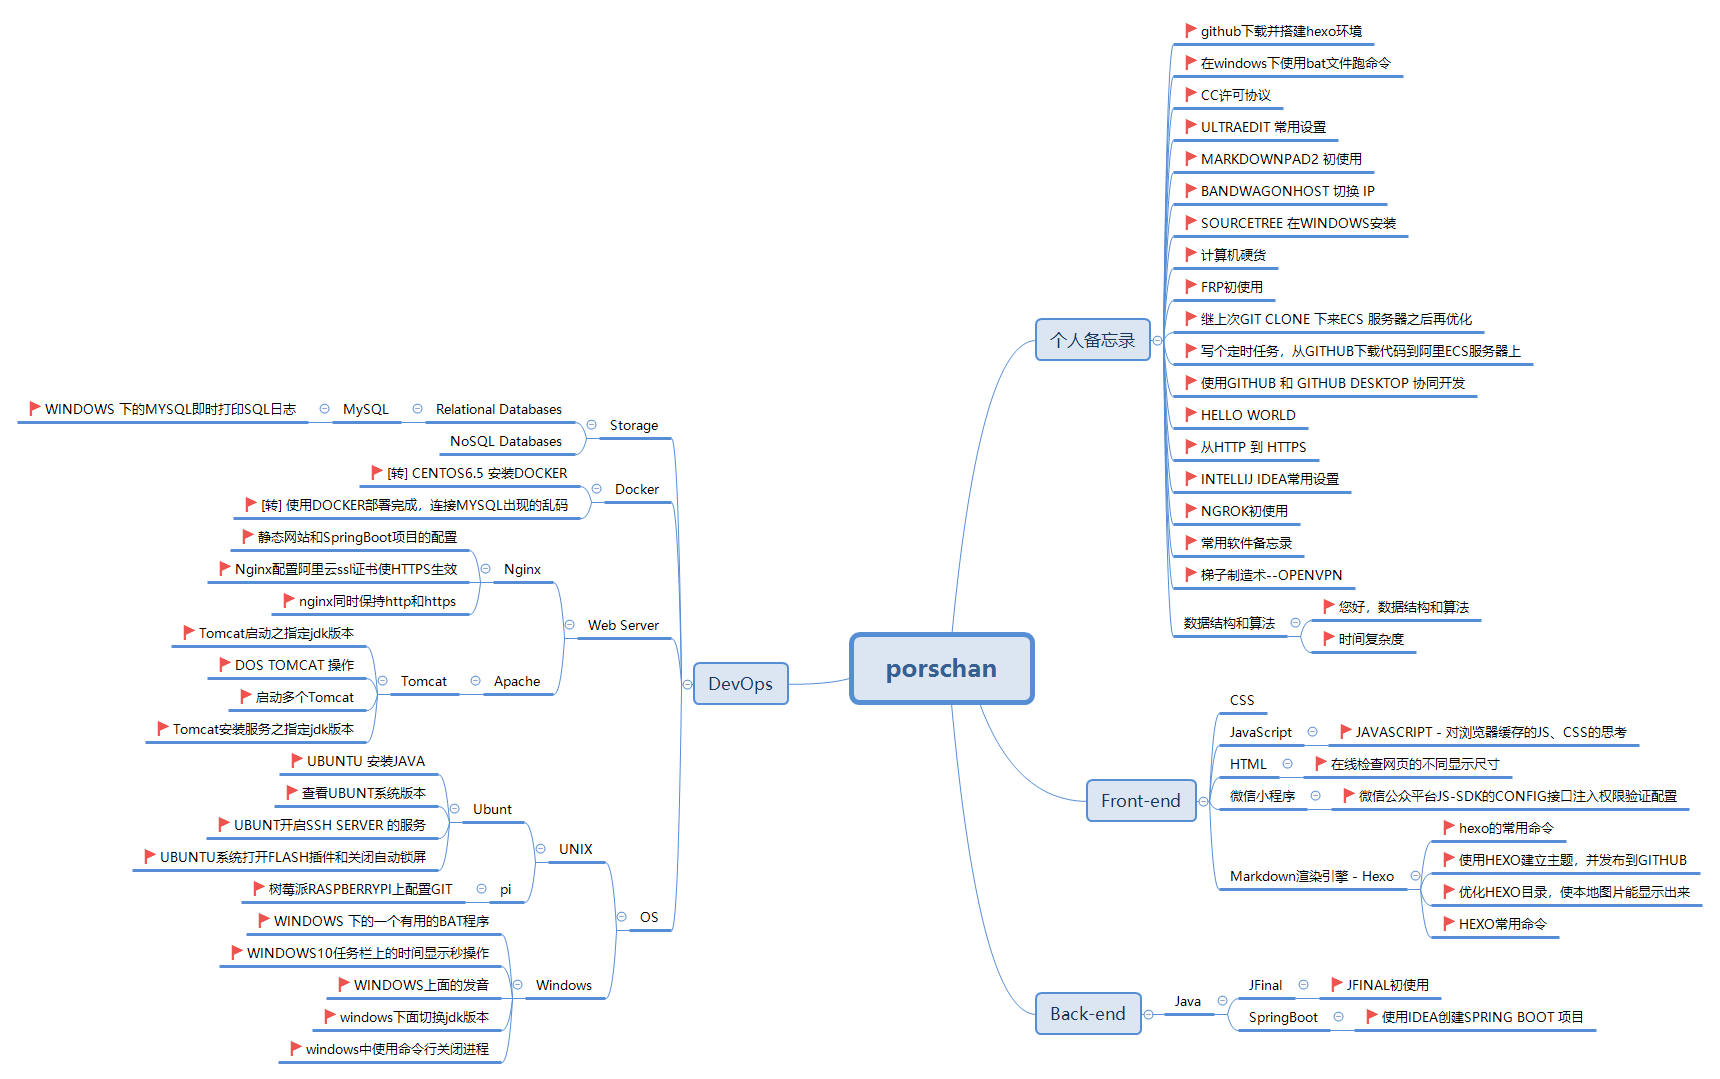 porschan
个人备忘录
github下载并搭建hexo环境
在windows下使用bat文件跑命令
CC许可协议
ULTRAEDIT 常用设置
MARKDOWNPAD2 初使用
BANDWAGONHOST 切换 IP
SOURCETREE 在WINDOWS安装
计算机硬货
FRP初使用
继上次GIT CLONE 下来ECS 服务器之后再优化
写个定时任务，从GITHUB下载代码到阿里ECS服务器上
使用GITHUB 和 GITHUB DESKTOP 协同开发
HELLO WORLD
从HTTP 到 HTTPS
INTELLIJ IDEA常用设置
NGROK初使用
常用软件备忘录
梯子制造术--OPENVPN
数据结构和算法
您好，数据结构和算法
时间复杂度
Front-end
CSS
JavaScript
JAVASCRIPT - 对浏览器缓存的JS、CSS的思考
HTML
在线检查网页的不同显示尺寸
微信小程序
微信公众平台JS-SDK的CONFIG接口注入权限验证配置
Markdown渲染引擎 - Hexo
hexo的常用命令
使用HEXO建立主题，并发布到GITHUB
优化HEXO目录，使本地图片能显示出来
HEXO常用命令
Back-end
Java
JFinal
JFINAL初使用
SpringBoot
使用IDEA创建SPRING BOOT 项目
DevOps
Storage
Relational Databases
MySQL
WINDOWS 下的MYSQL即时打印SQL日志
NoSQL Databases
Docker
[转] CENTOS6.5 安装DOCKER
[转] 使用DOCKER部署完成，连接MYSQL出现的乱码
Web Server
Nginx
静态网站和SpringBoot项目的配置
Nginx配置阿里云ssl证书使HTTPS生效
nginx同时保持http和https
Apache
Tomcat
Tomcat启动之指定jdk版本
DOS TOMCAT 操作
启动多个Tomcat
Tomcat安装服务之指定jdk版本
OS
UNIX
Ubunt
UBUNTU 安装JAVA
查看UBUNT系统版本
UBUNT开启SSH SERVER 的服务
UBUNTU系统打开FLASH插件和关闭自动锁屏
pi
树莓派RASPBERRYPI上配置GIT
Windows
WINDOWS 下的一个有用的BAT程序
WINDOWS10任务栏上的时间显示秒操作
WINDOWS上面的发音
windows下面切换jdk版本
windows中使用命令行关闭进程